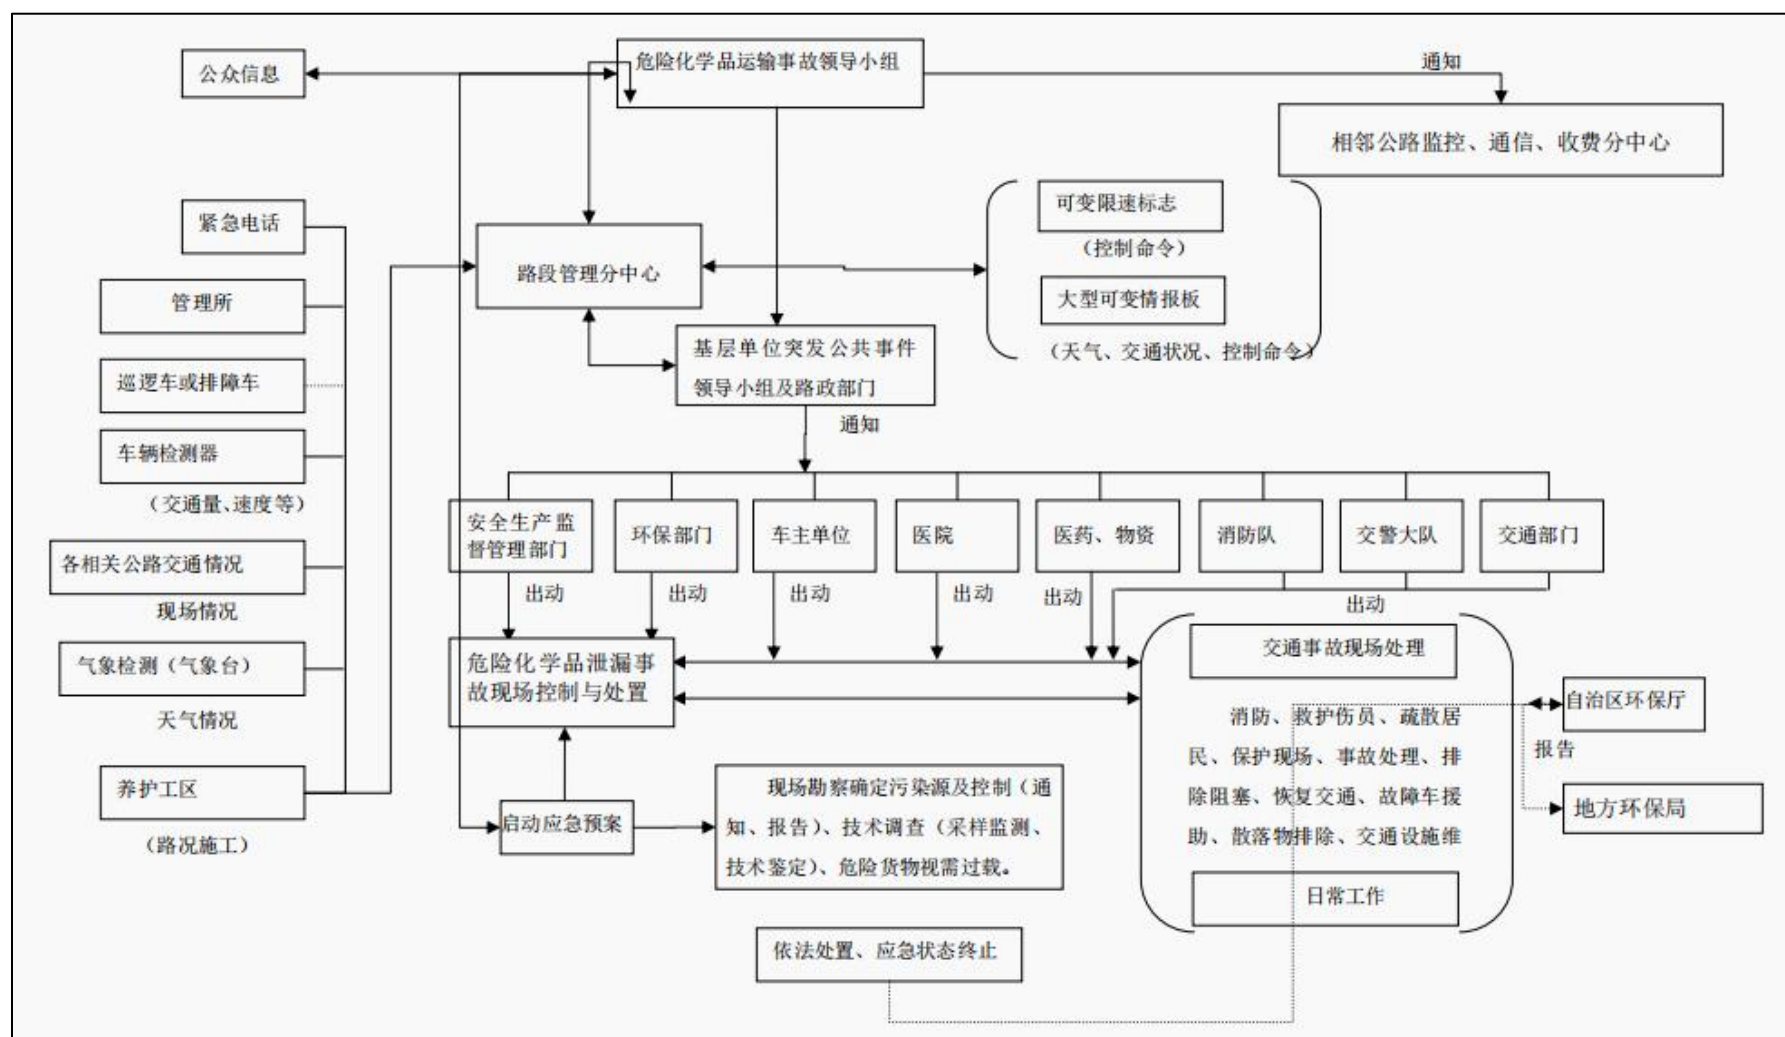 公众信息
危险化学品运输事故领导小组
通知
相邻公路监控、通信、收费分中心
紧急电话
管理所
巡逻车或排障车
车辆检测器
（交通量、速度等）
各相关公路交通情况
现场情况
气象检测（气象台）
天气情况
养护工区
（路况施工）
路段管理分中心
可变限速标志
（控制命令）
大型可变情报板
（天气、交通状况、控制命令）
基层单位突发公共事件
领导小组及路政部门
通知
安全生产监
督管理部门
环保部门
车主单位
医院
医药、物资
消防队
交警大队
交通部门
出动
出动
出动
出动
出动
出动
危险化学品泄漏事
故现场控制与处置
交通事故现场处理
消防、救护伤员、疏散居
民、保护现场、事故处理、排
除阻塞、恢复交通、故障车援
助、散落物排除、交通设施维
日常工作
自治区环保厅
报告
地方环保局
启动应急预案
现场勘察确定污染源及控制（通
知、报告）、技术调查（采样监测、
技术鉴定）、危险货物视需过载。
依法处置、应急状态终止